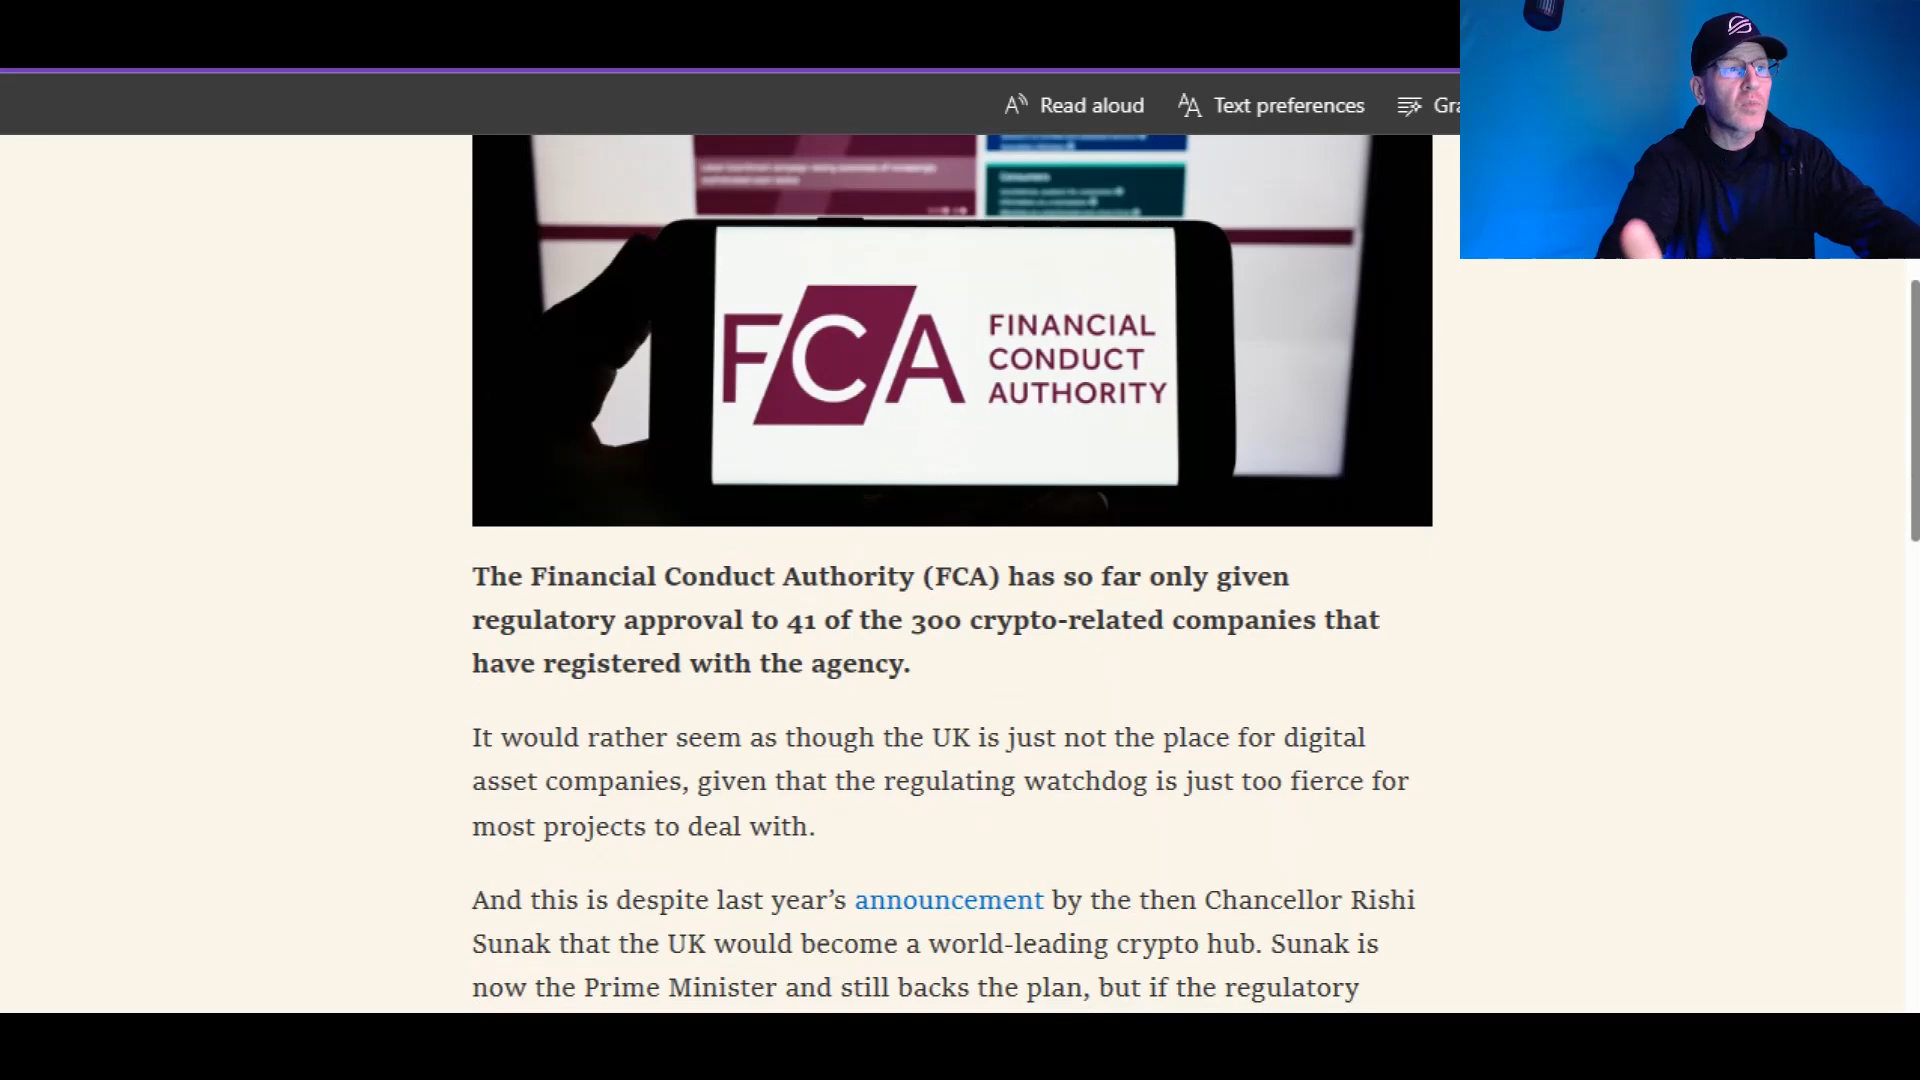 Read aloud
Text preferences
Gra
Consumers
FCA
FINANCIAL
CONDUCT
AUTHORITY
The Financial Conduct Authority (FCA) has so far only given
regulatory approval to 41 of the 300 crypto-related companies that
have registered with the agency.
It would rather seem as though the UK is just not the place for digital
asset companies, given that the regulating watchdog is just too fierce for
most projects to deal with.
And this is despite last year’s announcement by the then Chancellor Rishi
Sunak that the UK would become a world-leading crypto hub. Sunak is
now the Prime Minister and still backs the plan, but if the regulatory